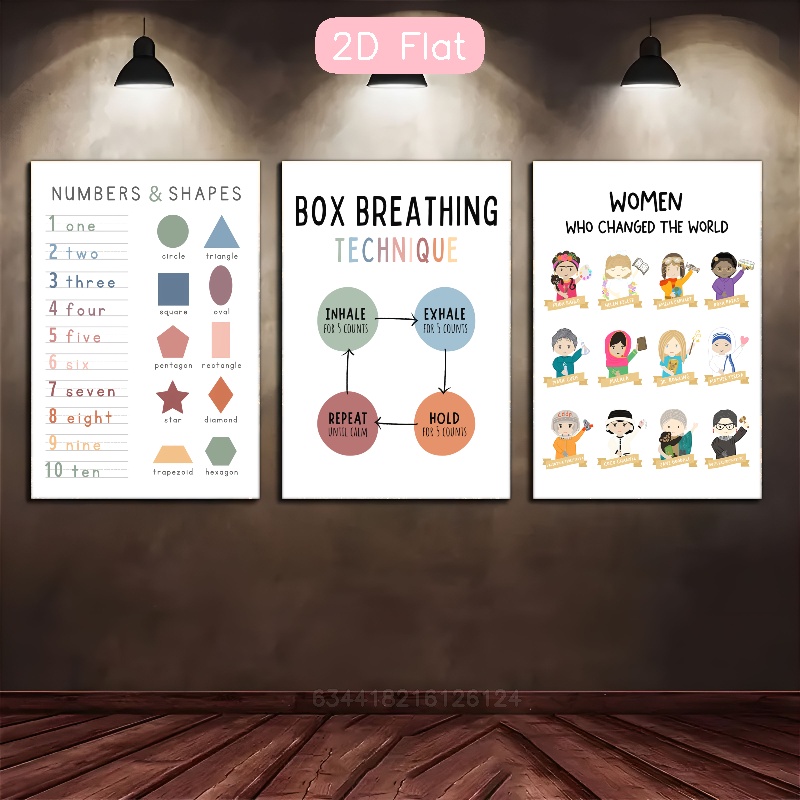 2D Flat
NUMBERS & SHAPES
1 one
2 two
3 three
4 four
5 five
6 six
7 seven
8 eight
9 nine
10 ten
circle
triangle
square
oval
pentagon
rectangle
star
diamond
trapezoid
hexagon
BOX BREATHING
TECHNIQUE
INHALE
FOR 5 COUNTS
EXHALE
FOR 5 COUNTS
REPEAT
UNTIL CALM
HOLD
FOR 5 COUNTS
WOMEN
WHO CHANGED THE WORLD
MALALA
634418216126124